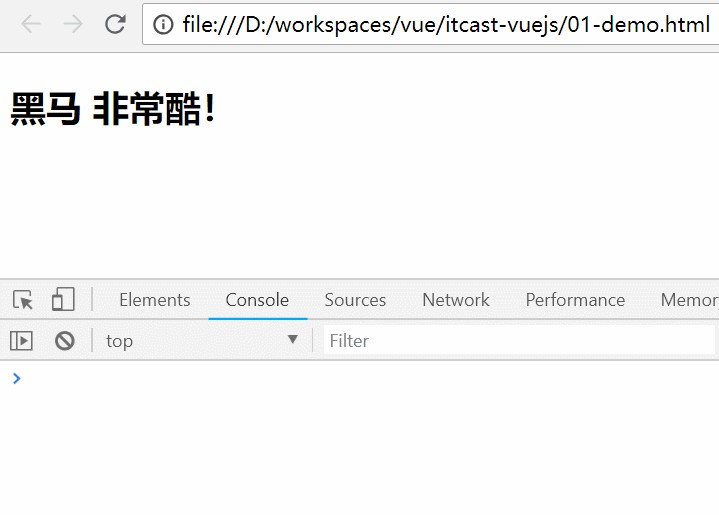 file:///D:/workspaces/vue/itcast-vuejs/01-demo.html
黑马 非常酷!
Elements Console Sources Network Performance Memor
top ▼ Filter
>